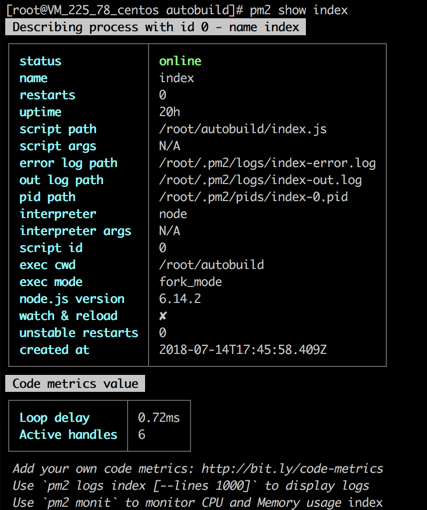 [root@VM_225_78_centos autobuild]# pm2 show index
Describing process with id 0 - name index
status online
name index
restarts 0
uptime 20h
script path /root/autobuild/index.js
script args N/A
error log path /root/.pm2/logs/index-error.log
out log path /root/.pm2/logs/index-out.log
pid path /root/.pm2/pids/index-0.pid
interpreter node
interpreter args N/A
script id 0
exec cwd /root/autobuild
exec mode fork_mode
node.js version 6.14.2
watch & reload ✘
unstable restarts 0
created at 2018-07-14T17:45:58.409Z
Code metrics value
Loop delay 0.72ms
Active handles 6
Add your own code metrics: http://bit.ly/code-metrics
Use `pm2 logs index [--lines 1000]` to display logs
Use `pm2 monit` to monitor CPU and Memory usage index